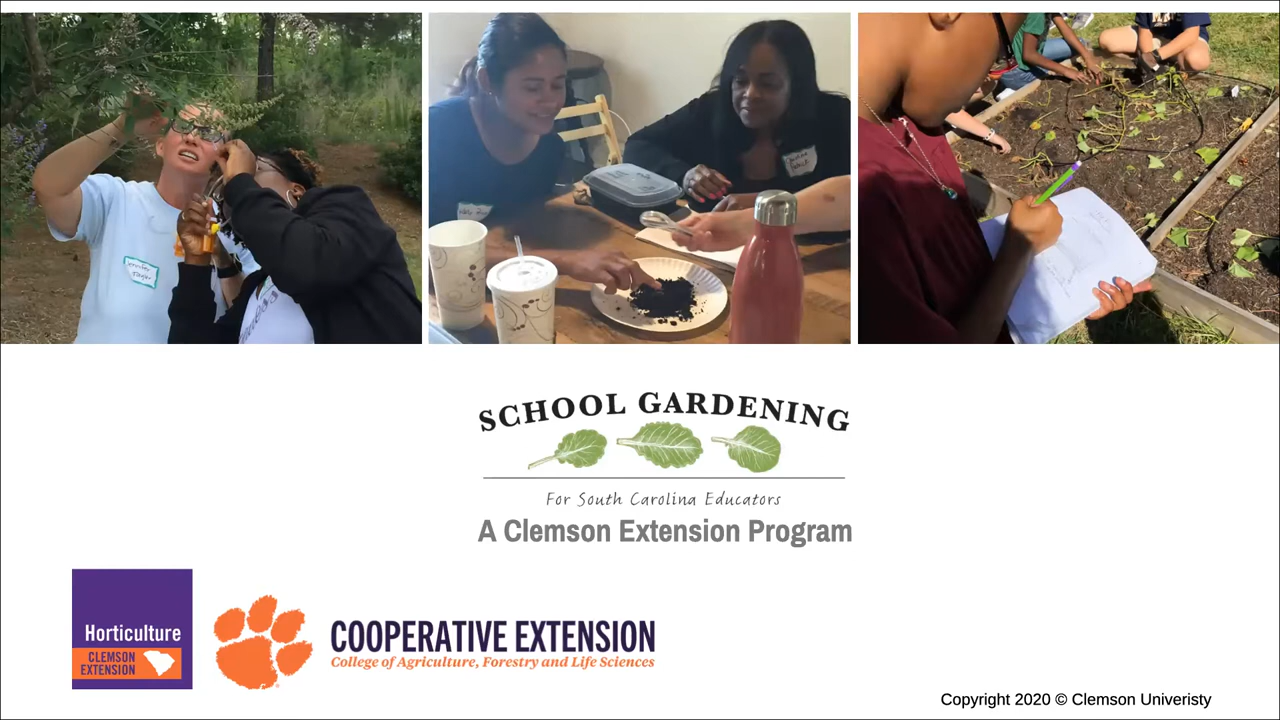 SCHOOL GARDENING
For South Carolina Educators
A Clemson Extension Program
Horticulture
CLEMSON
EXTENSION
COOPERATIVE EXTENSION
College of Agriculture, Forestry and Life Sciences
Copyright 2020 © Clemson Univeristy